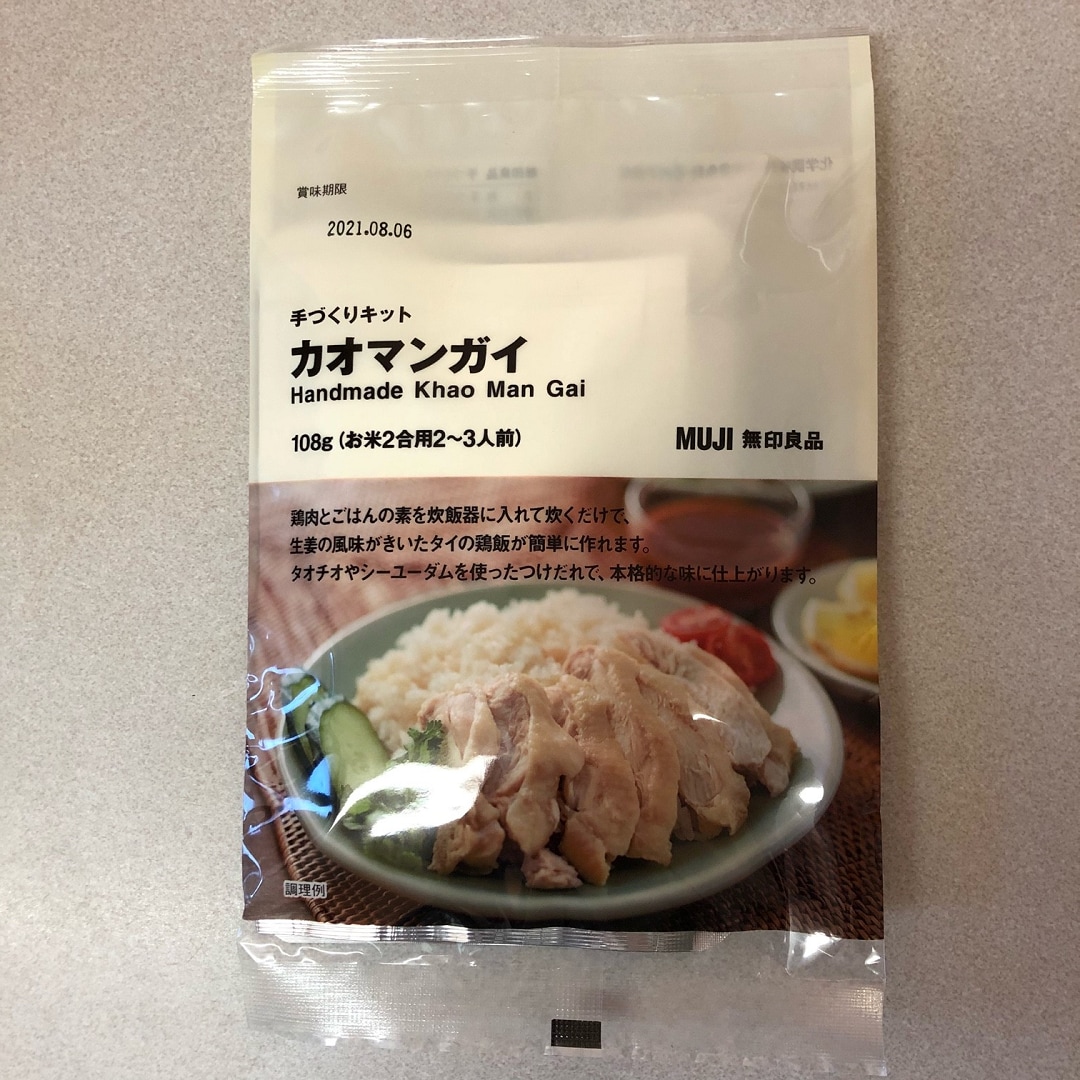 賞味期限
2021.08.06
手づくりキット
カオマンガイ
Handmade Khao Man Gai
108g（お米2合用2～3人前）
MUJI 無印良品
鶏肉とごはんの素を炊飯器に入れて炊くだけで、
生姜の風味がきいたタイの鶏飯が簡単に作れます。
タオチオやシーユーダムを使ったつけだれで、本格的な味に仕上がります。
調理例